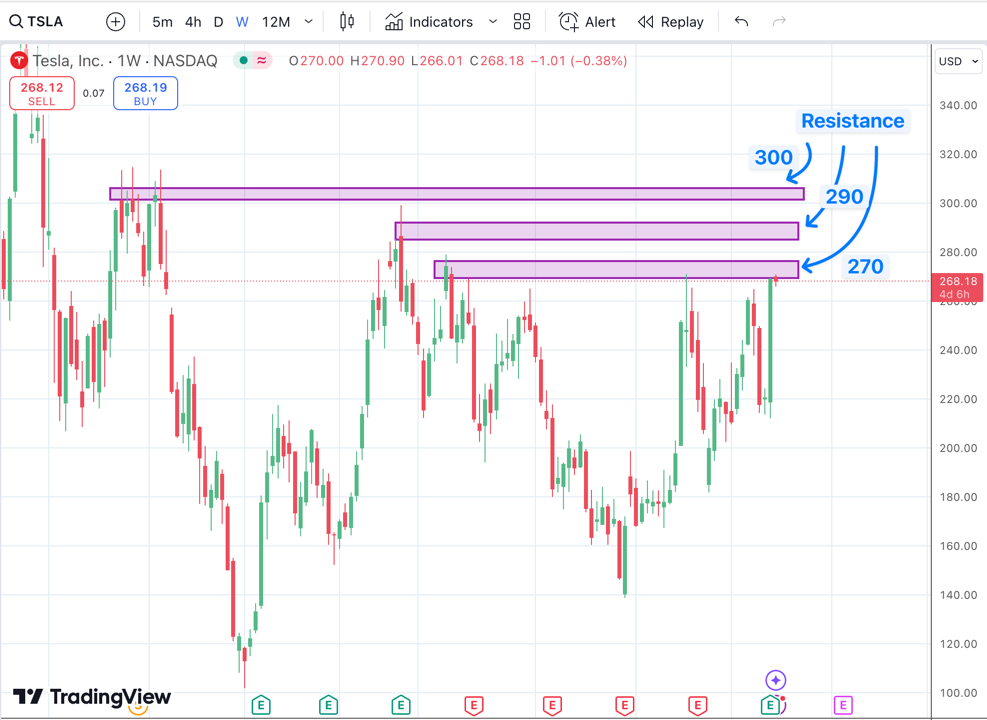 TSLA
5m 4h D W 12M
Indicators
Alert
Replay
Tesla, Inc. · 1W · NASDAQ
O270.00 H270.90 L266.01 C268.18 −1.01 (−0.38%)
USD
268.12
SELL
0.07
268.19
BUY
340.00
Resistance
320.00
300
300.00
290
280.00
270
268.18
4d 6h
260.00
240.00
220.00
200.00
180.00
160.00
140.00
120.00
100.00
TradingView
E E E E E E E E E